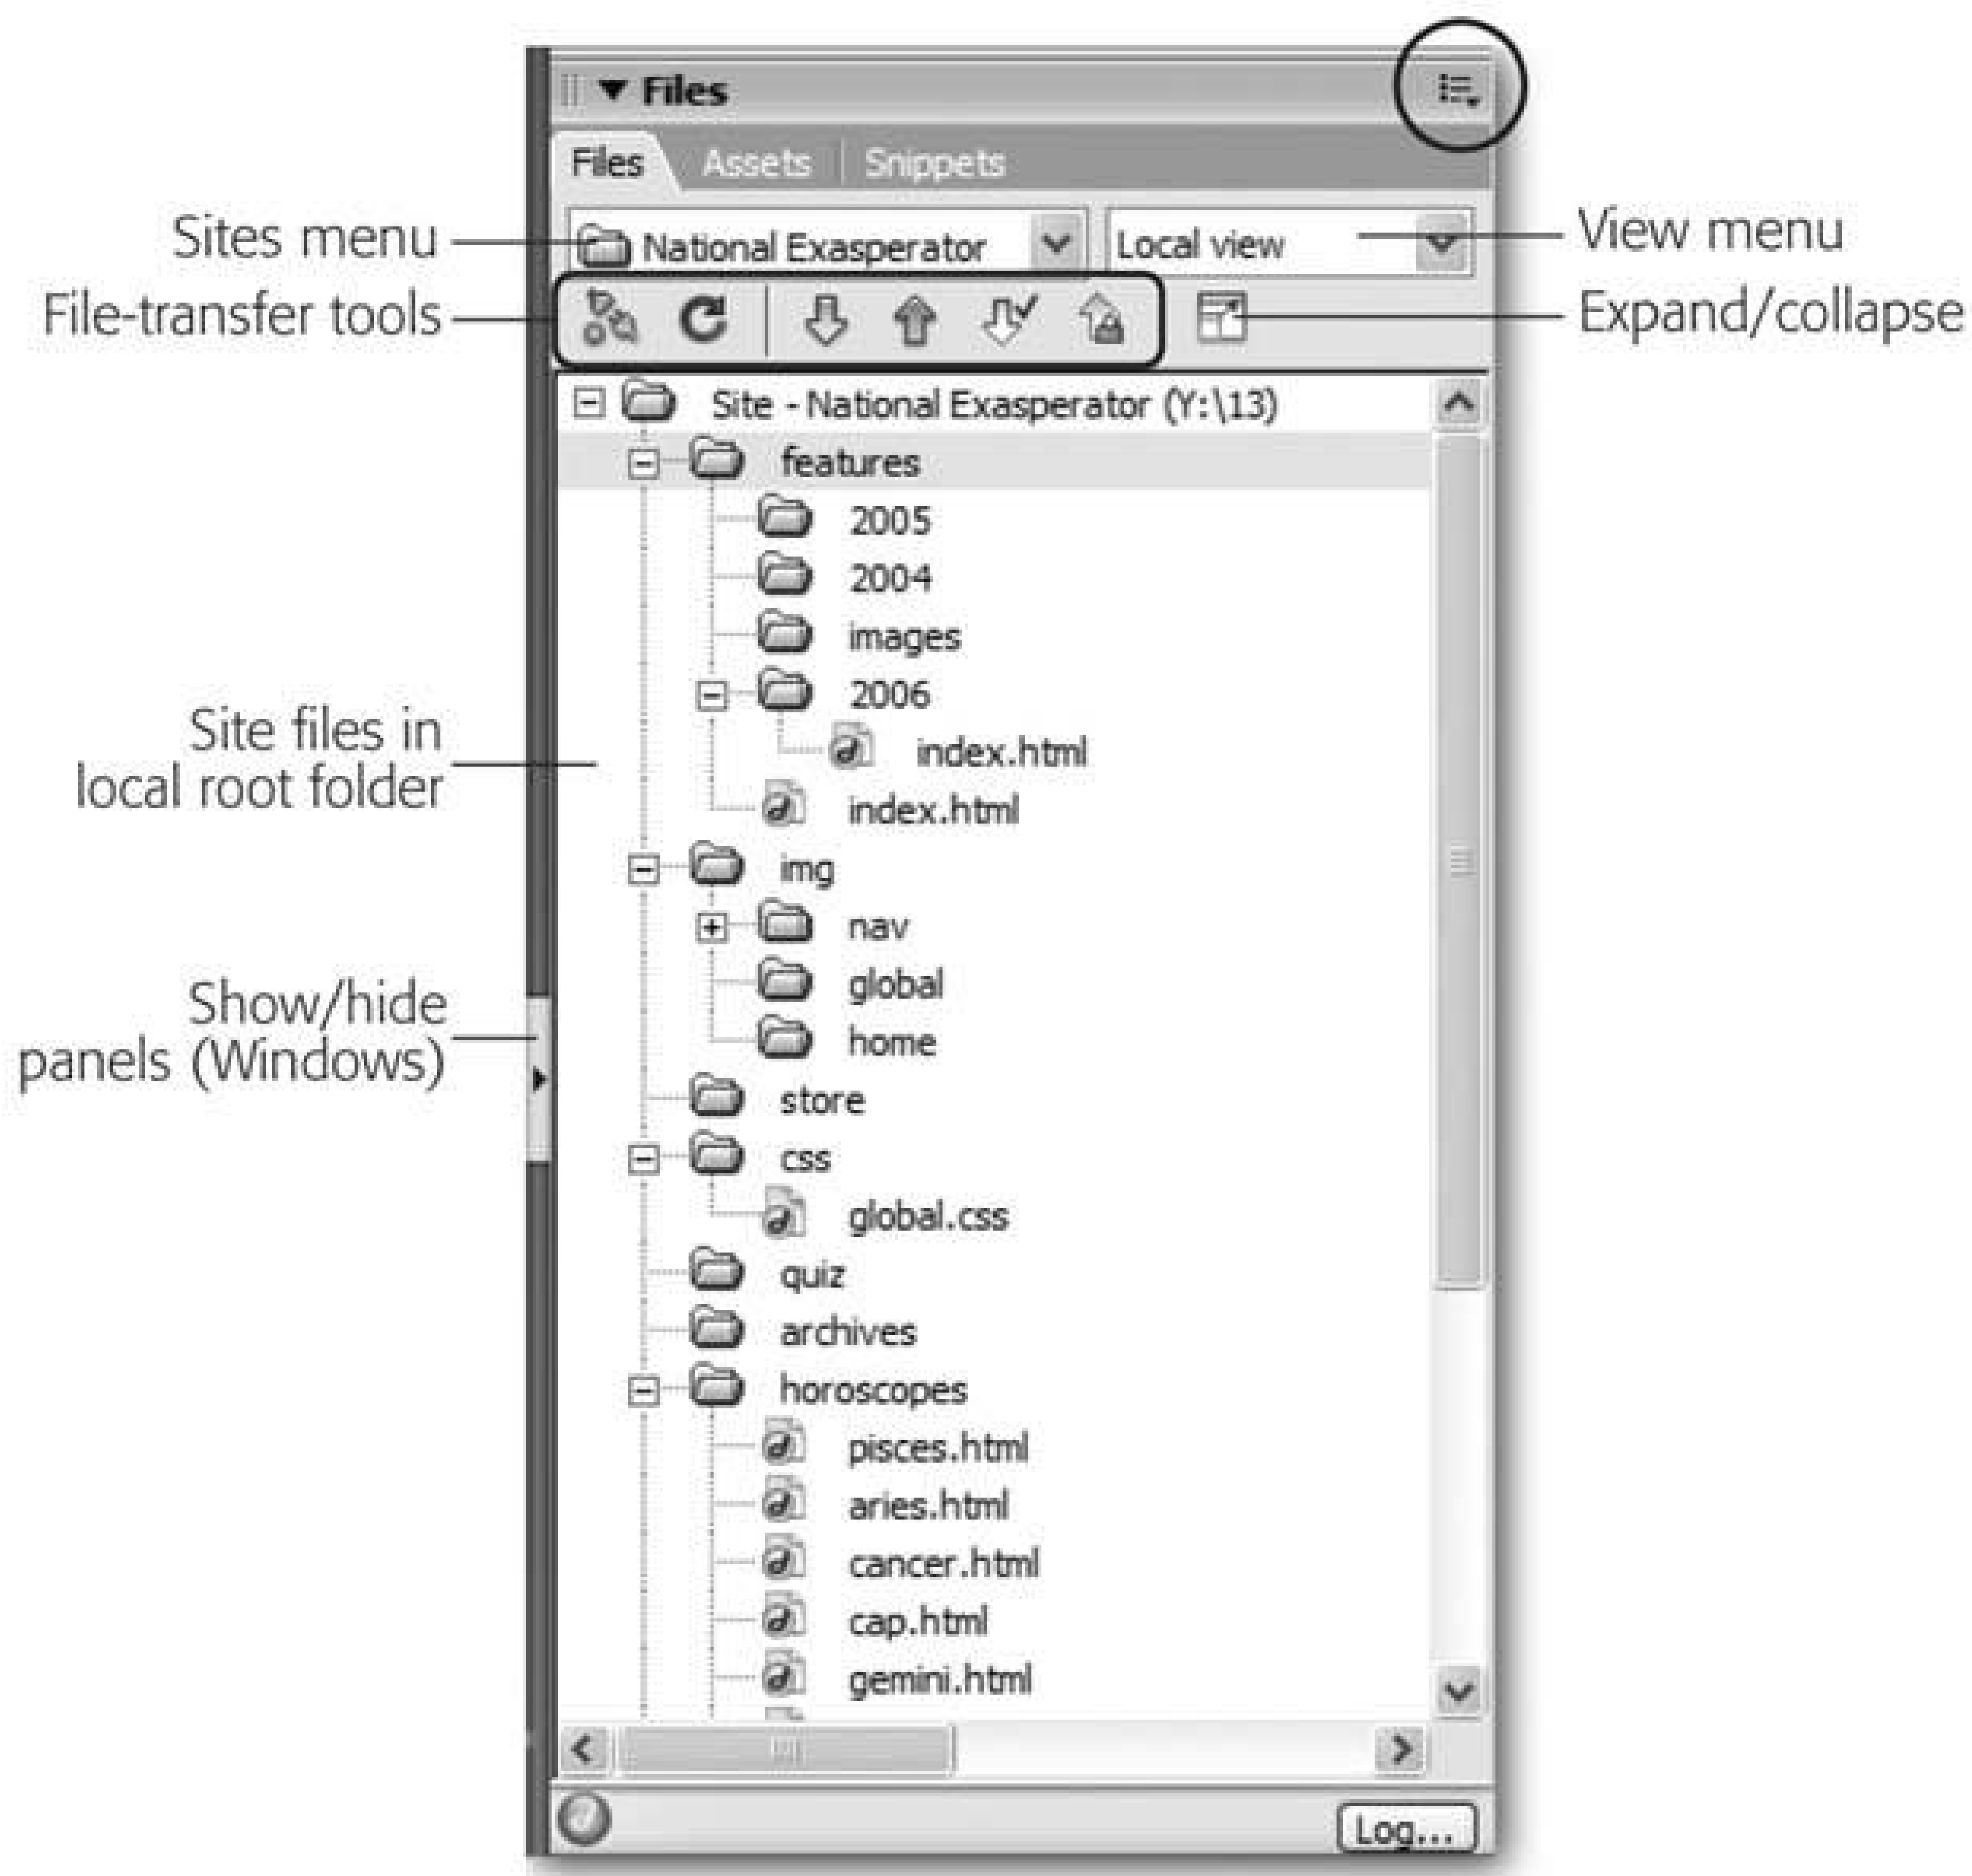 Files
Files Assets Snippets
Sites menu
National Exasperator
Local view
View menu
File-transfer tools
Expand/collapse
Site - National Exasperator (Y:\13)
features
2005
2004
images
2006
index.html
index.html
Site files in
local root folder
img
nav
global
home
Show/hide
panels (Windows)
store
css
global.css
quiz
archives
horoscopes
pisces.html
aries.html
cancer.html
cap.html
gemini.html
Log...